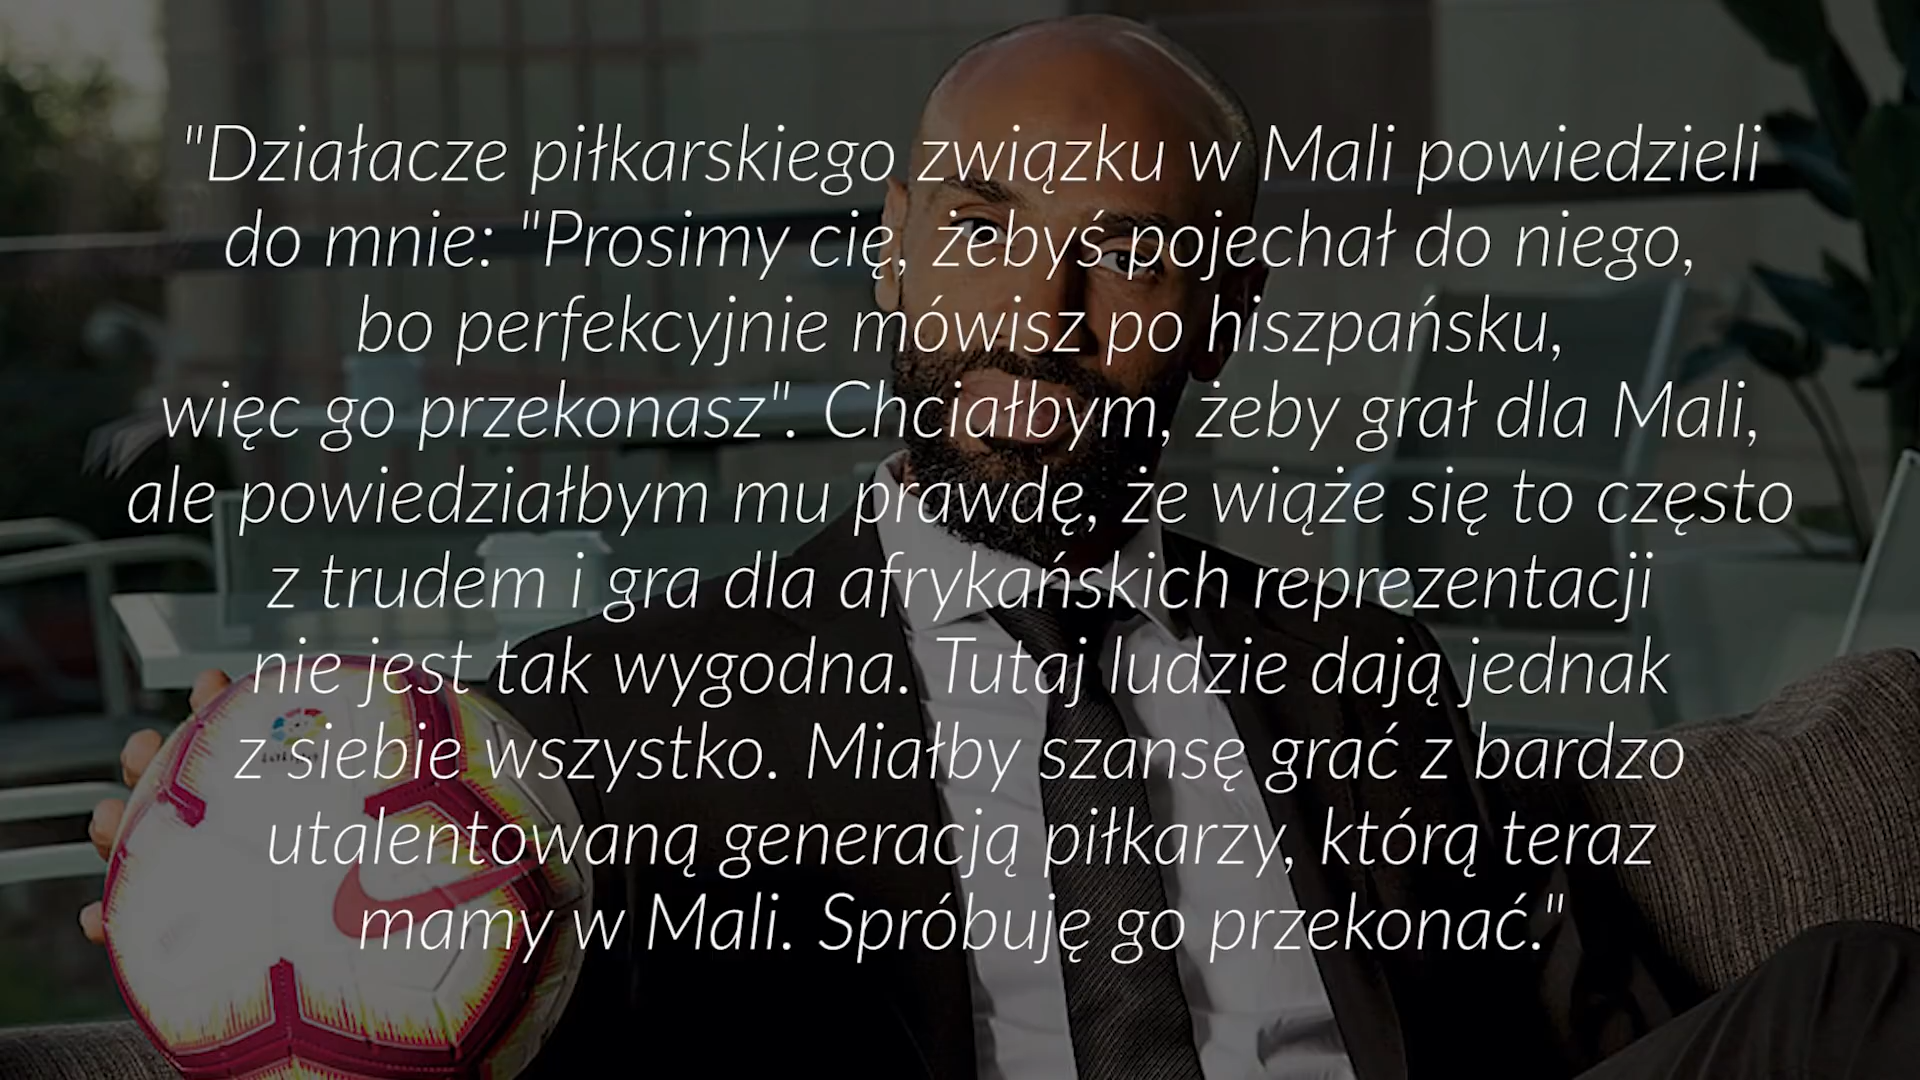 "Działacze piłkarskiego związku w Mali powiedzieli
do mnie: "Prosimy cię, żebyś pojechał do niego,
bo perfekcyjnie mówisz po hiszpańsku,
więc go przekonasz". Chciałbym, żeby grał dla Mali,
ale powiedziałbym mu prawdę, że wiąże się to często
z trudem i gra dla afrykańskich reprezentacji
nie jest tak wygodna. Tutaj ludzie dają jednak
z siebie wszystko. Miałby szansę grać z bardzo
utalentowaną generacją piłkarzy, którą teraz
mamy w Mali. Spróbuję go przekonać."